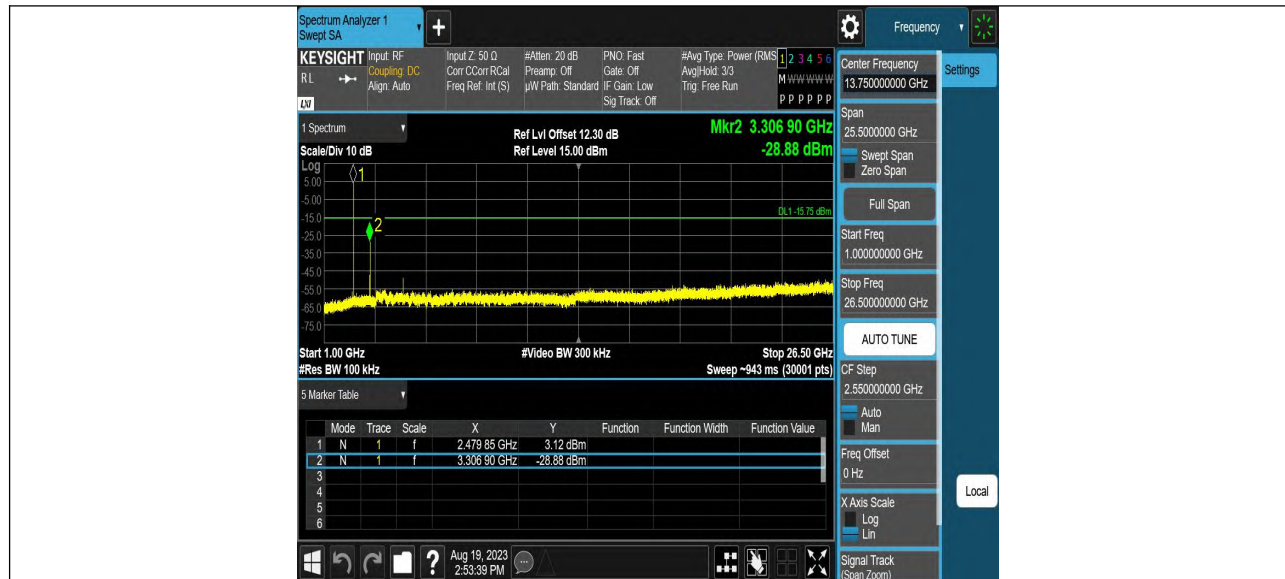 Spectrum Analyzer 1
Swept SA
+
Frequency
KEYSIGHT
RL
LXI
Input: RF
Coupling: DC
Align: Auto
Input Z: 50 Ω
Corr CCorr RCal
Freq Ref: Int (S)
#Atten: 20 dB
Preamp: Off
µW Path: Standard
PNO: Fast
Gate: Off
IF Gain: Low
Sig Track: Off
#Avg Type: Power (RMS
Avg|Hold: 3/3
Trig: Free Run
1 2 3 4 5 6
M W W W W W
P P P P P P
1 Spectrum
Scale/Div 10 dB
Ref Lvl Offset 12.30 dB
Ref Level 15.00 dBm
Mkr2 3.306 90 GHz
-28.88 dBm
Log
5.00
-5.00
-15.0
-25.0
-35.0
-45.0
-55.0
-65.0
-75.0
1
2
DL1 -15.75 dBm
Start 1.00 GHz
#Video BW 300 kHz
Stop 26.50 GHz
#Res BW 100 kHz
Sweep ~943 ms (30001 pts)
5 Marker Table
Mode Trace Scale X Y Function Function Width Function Value
1 N 1 f 2.479 85 GHz 3.12 dBm
2 N 1 f 3.306 90 GHz -28.88 dBm
3
4
5
6
?
Aug 19, 2023
2:53:39 PM
Center Frequency
13.750000000 GHz
Settings
Span
25.5000000 GHz
Swept Span
Zero Span
Full Span
Start Freq
1.000000000 GHz
Stop Freq
26.500000000 GHz
AUTO TUNE
CF Step
2.550000000 GHz
Auto
Man
Freq Offset
0 Hz
X Axis Scale
Log
Lin
Local
Signal Track
(Span Zoom)